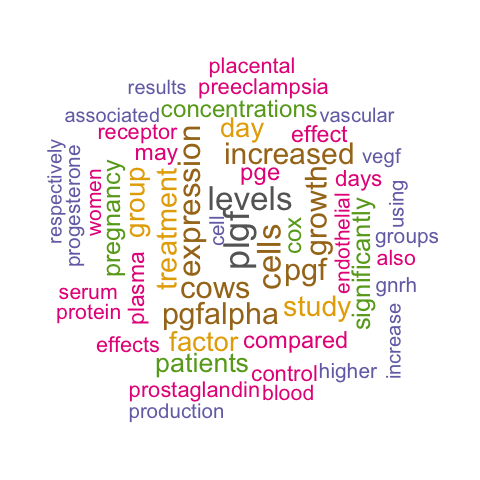 placental
results preeclampsia
associated concentrations vascular
receptor day effect
may increased vegf
respectively
progesterone
women
pregnancy
group
treatment
expression
pge
levels
cell
plgf
cells
cox
growth
days
endothelial
significantly
using
groups
also
plasma
cows
pgf
gnrh
serum
protein
pgfalpha
study
increase
effects
factor
compared
patients
control
higher
prostaglandin
blood
production